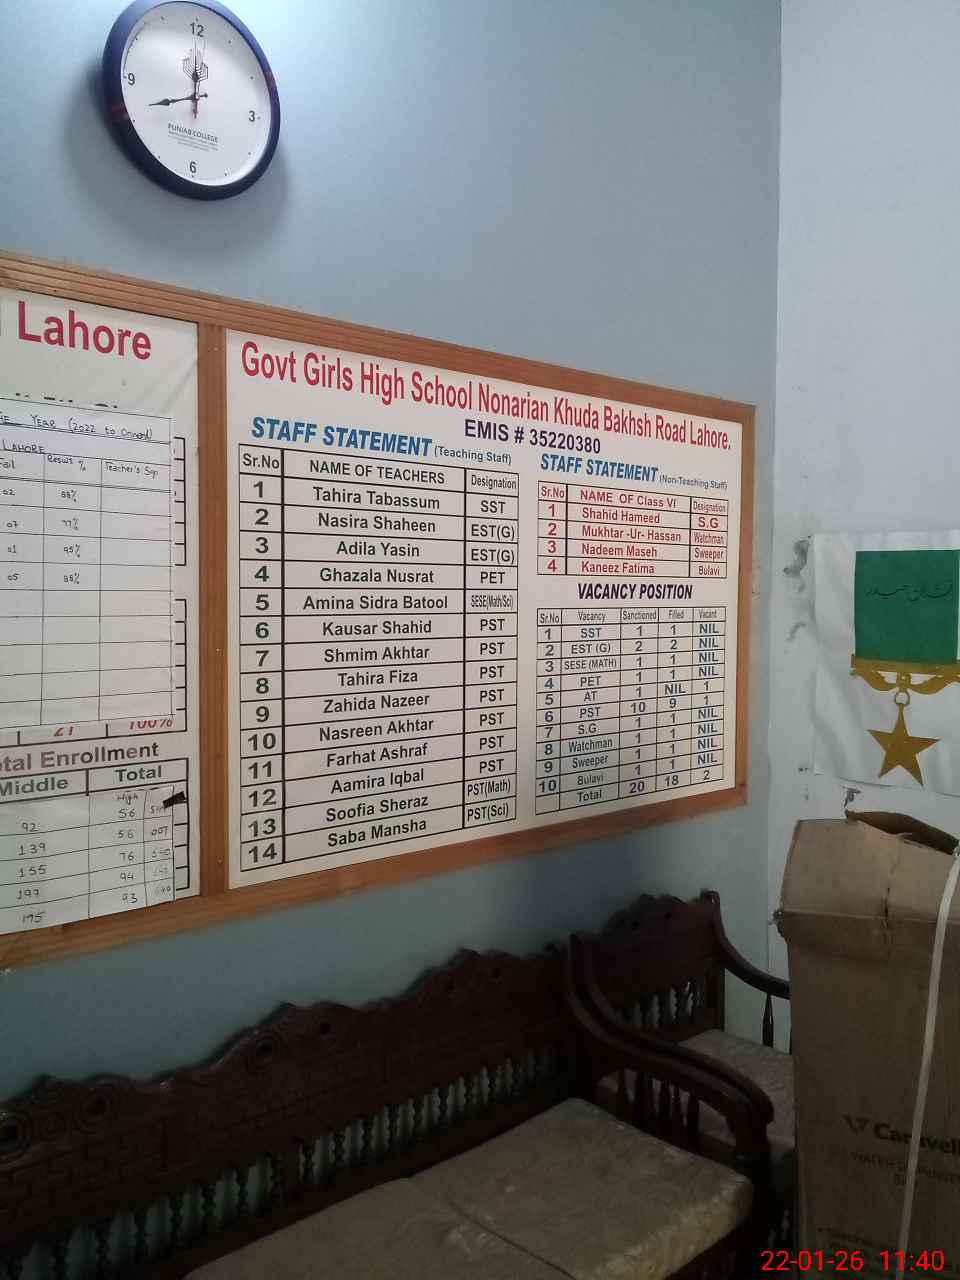 12
9
3
6
PUNJAB COLLEGE
Lahore
YEAR (2022 to Onward)
LAHORE
Fail Result % Teacher's Sign
02 88%
07 77%
01 95%
05 88%
21 100%
Total Enrollment
Middle Total
High
92 56
139 56
155 76
197 94
195 93
Govt Girls High School Nonarian Khuda Bakhsh Road Lahore.
EMIS # 35220380
STAFF STATEMENT (Teaching Staff)
Sr.No NAME OF TEACHERS Designation
1 Tahira Tabassum SST
2 Nasira Shaheen EST(G)
3 Adila Yasin EST(G)
4 Ghazala Nusrat PET
5 Amina Sidra Batool SESE(Math/Sci)
6 Kausar Shahid PST
7 Shmim Akhtar PST
8 Tahira Fiza PST
9 Zahida Nazeer PST
10 Nasreen Akhtar PST
11 Farhat Ashraf PST
12 Aamira Iqbal PST
13 Soofia Sheraz PST(Math)
14 Saba Mansha PST(Sci)
STAFF STATEMENT (Non-Teaching Staff)
Sr.No NAME OF Class VI Designation
1 Shahid Hameed S.G
2 Mukhtar -Ur- Hassan Watchman
3 Nadeem Maseh Sweeper
4 Kaneez Fatima Bulavi
VACANCY POSITION
Sr.No Vacancy Sanctioned Filled Vacant
1 SST 1 1 NIL
2 EST (G) 2 2 NIL
3 SESE (MATH) 1 1 NIL
4 PET 1 1 NIL
5 AT 1 NIL 1
6 PST 10 9 1
7 S.G 1 1 NIL
8 Watchman 1 1 NIL
9 Sweeper 1 1 NIL
10 Bulavi 1 1 NIL
Total 20 18 2
22-01-26 11:40